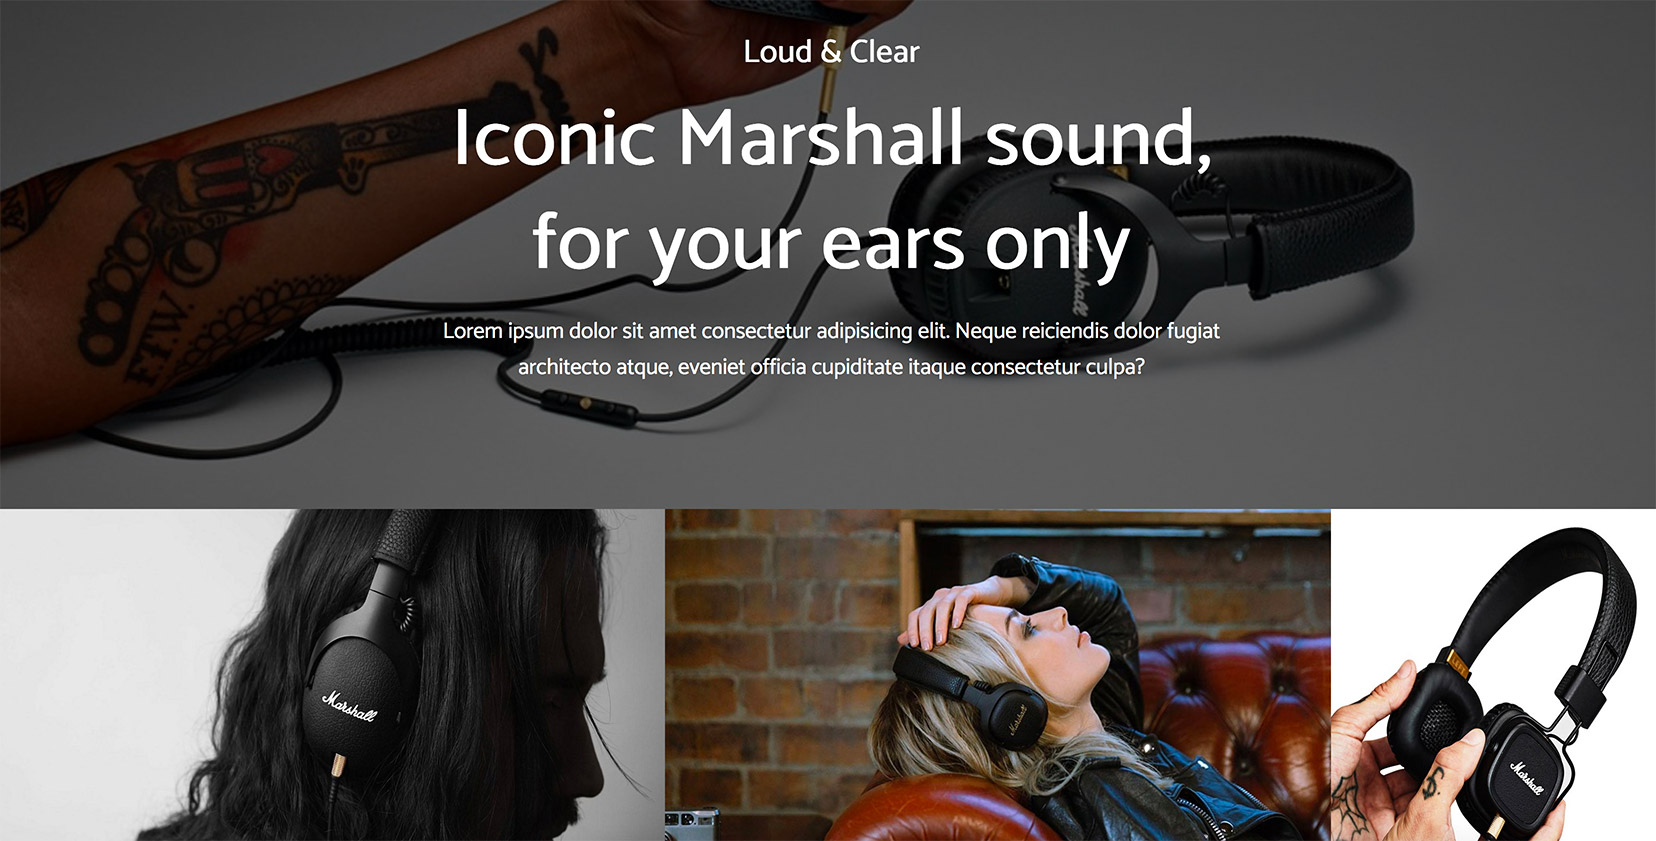 Loud & Clear
Iconic Marshall sound,
for your ears only
Marshall
Lorem ipsum dolor sit amet consectetur adipisicing elit. Neque reiciendis dolor fugiat
architecto atque, eveniet officia cupiditate itaque consectetur culpa?
F.T.W.
Marshall
Marshall
Marshall